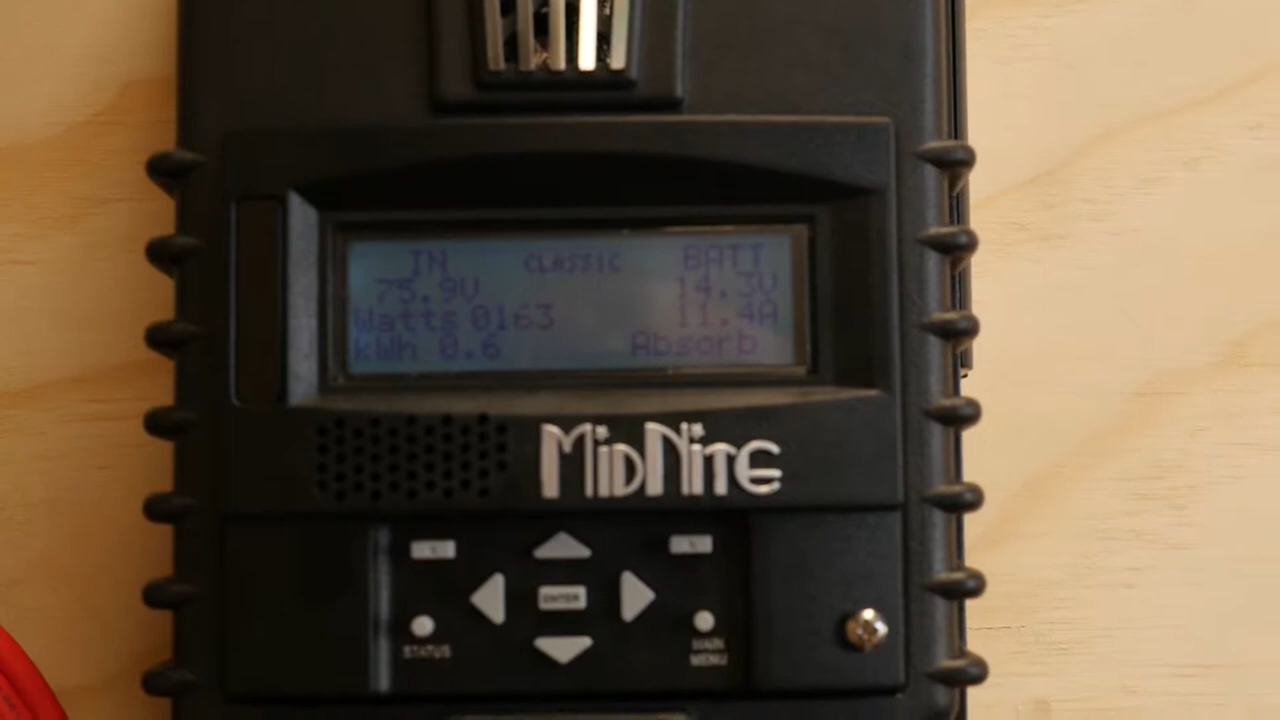 IN CLASSIC BATT
75.9V 14.3V
Watts 0163 11.4A
kWh 0.6 Absorb
MIDNITE
ENTER
STATUS
MAIN
MENU